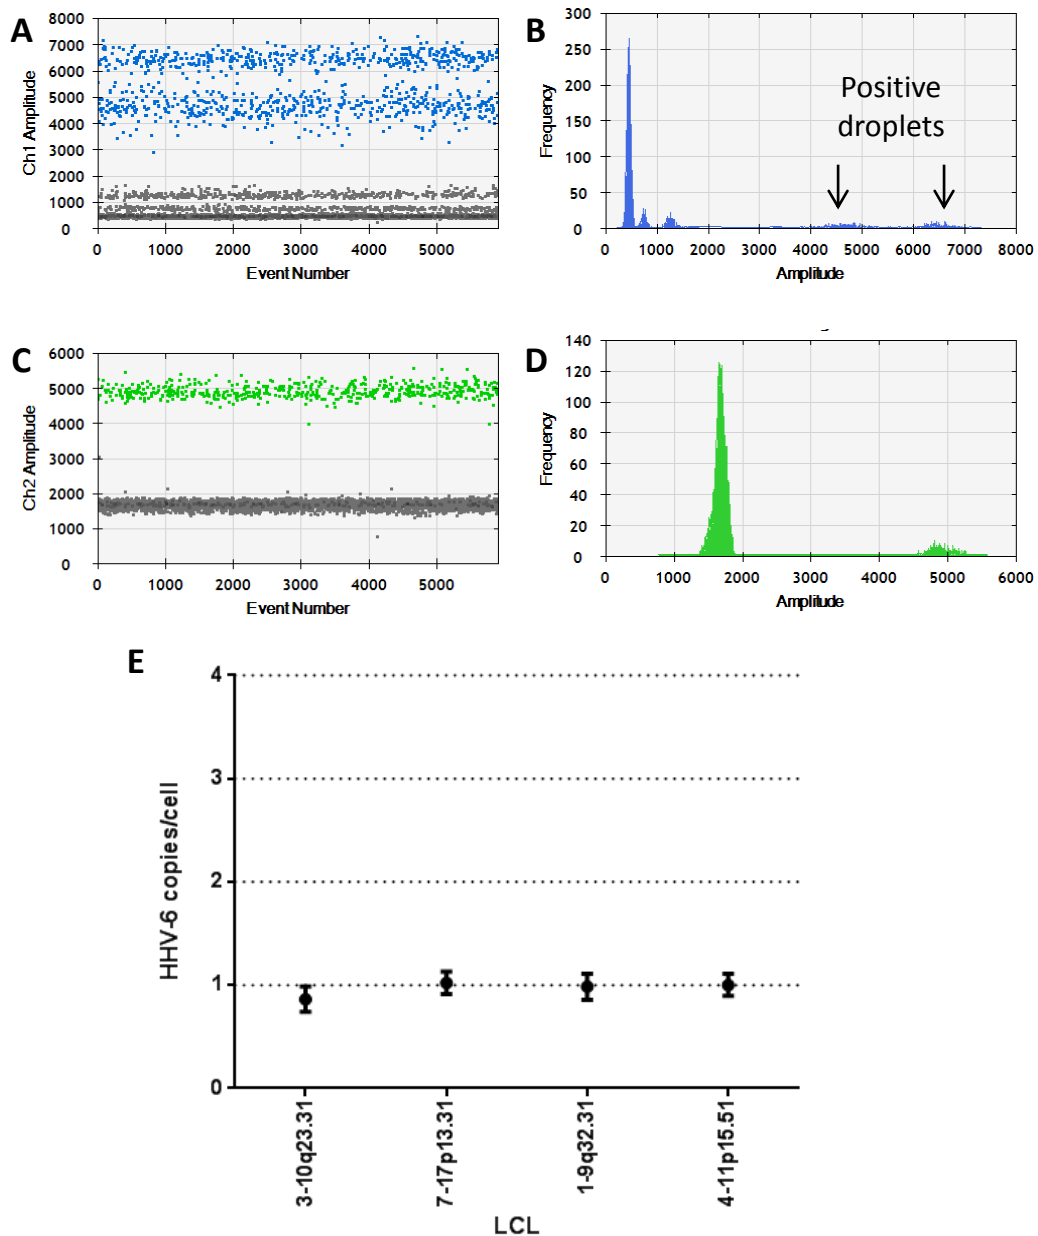 A
8000
7000
6000
5000
4000
3000
2000
1000
0
Ch1 Amplitude
0 1000 2000 3000 4000 5000
Event Number
B
300
250
200
150
100
50
0
Frequency
Positive
droplets
0 1000 2000 3000 4000 5000 6000 7000 8000
Amplitude
C
6000
5000
4000
3000
2000
1000
0
Ch2 Amplitude
0 1000 2000 3000 4000 5000
Event Number
D
140
120
100
80
60
40
20
0
Frequency
0 1000 2000 3000 4000 5000 6000
Amplitude
E
4
3
2
1
0
HHV-6 copies/cell
3-10q23.31
7-17p13.31
1-9q32.31
4-11p15.51
LCL